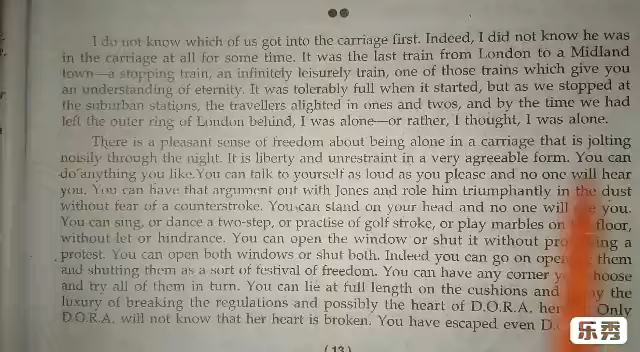 I do not know which of us got into the carriage first. Indeed, I did not know he was
in the carriage at all for some time. It was the last train from London to a Midland
town—a stopping train, an infinitely leisurely train, one of those trains which give you
an understanding of eternity. It was tolerably full when it started, but as we stopped at
the suburban stations, the travellers alighted in ones and twos, and by the time we had
left the outer ring of London behind, I was alone—or rather, I thought, I was alone.
There is a pleasant sense of freedom about being alone in a carriage that is jolting
noisily through the night. It is liberty and unrestraint in a very agreeable form. You can
do anything you like. You can talk to yourself as loud as you please and no one will hear
you. You can have that argument out with Jones and role him triumphantly in the dust
without fear of a counterstroke. You can stand on your head and no one will you.
You can sing, or dance a two-step, or practise of golf stroke, or play marbles on floor,
without let or hindrance. You can open the window or shut it without
protest. You can open both windows or shut both. Indeed you can go on them
and shutting them as a sort of festival of freedom. You can have any corner
and try all of them in turn. You can lie at full length on the cushions and the
luxury of breaking the regulations and possibly the heart of D.O.R.A. Only
D.O.R.A. will not know that her heart is broken. You have escaped even
(13)
乐秀